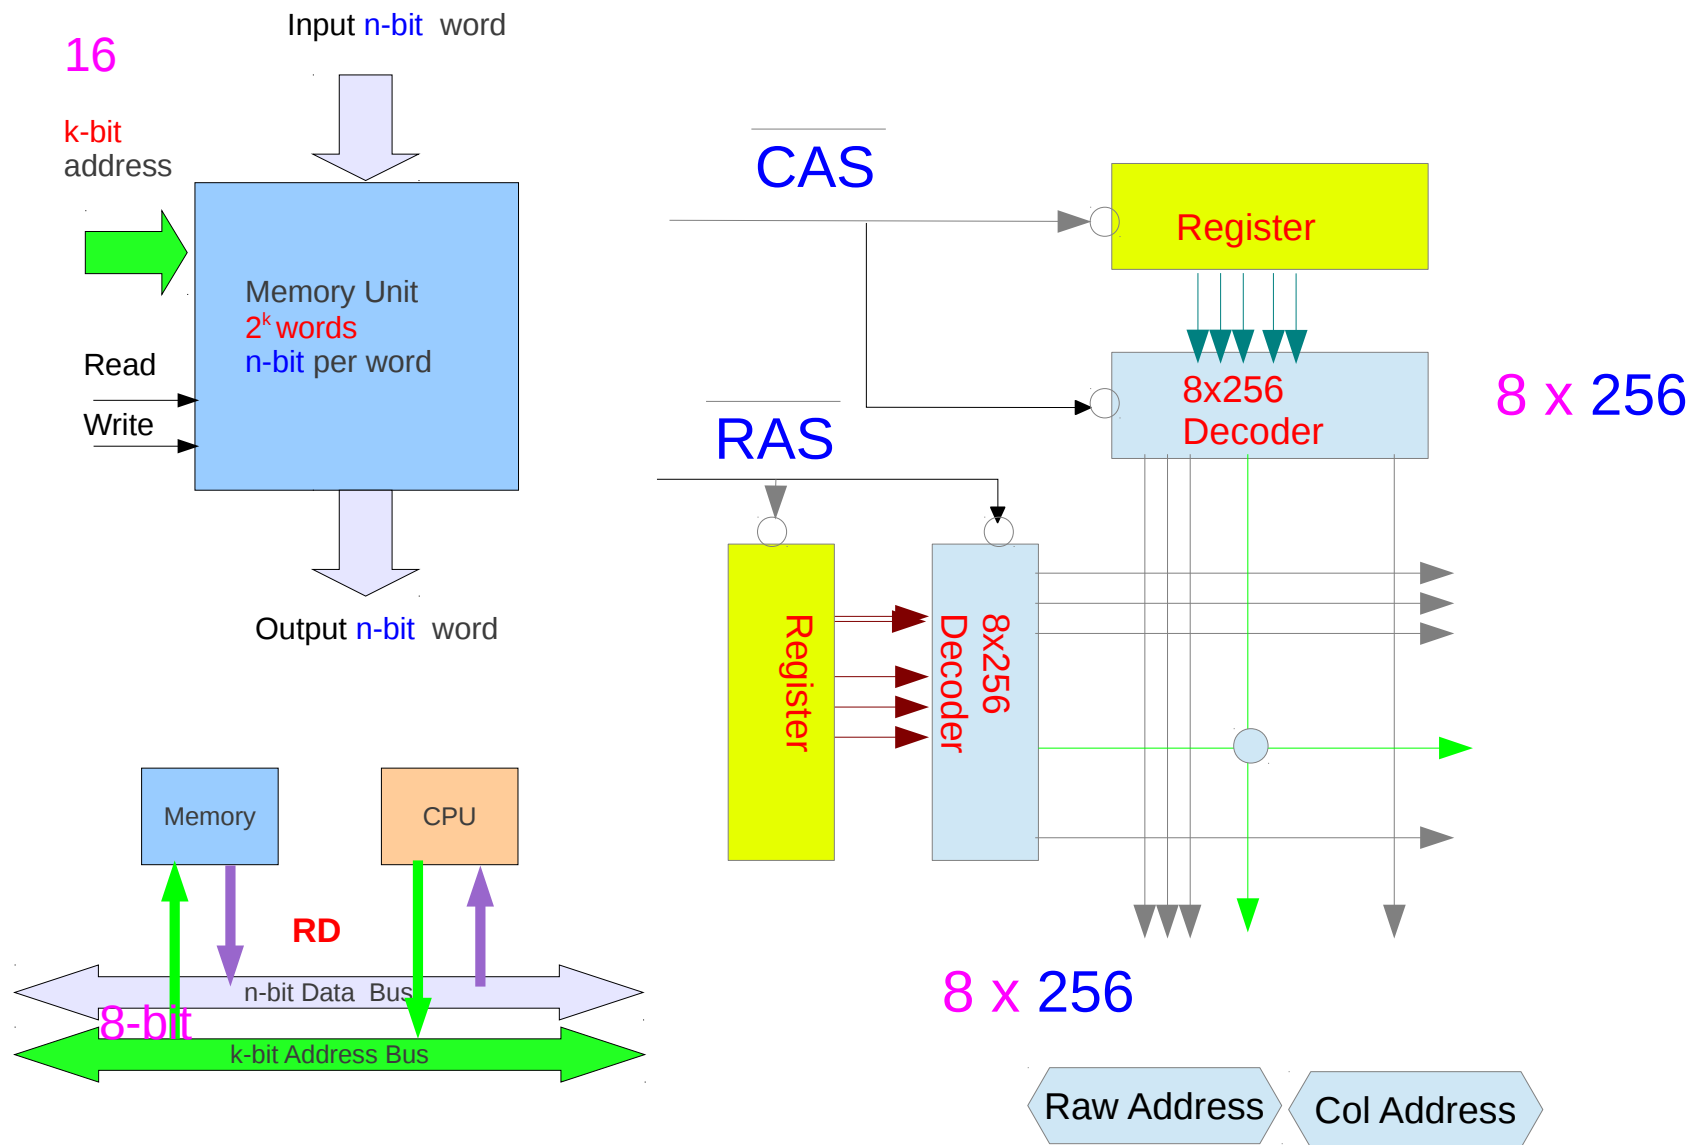 Input n-bit word
16
k-bit
address
Memory Unit
2^k words
n-bit per word
Read
Write
Output n-bit word
CAS
Register
8x256
Decoder
8 x 256
RAS
Register
8x256
Decoder
Memory
CPU
RD
n-bit Data Bus
8-bit
k-bit Address Bus
8 x 256
Raw Address
Col Address